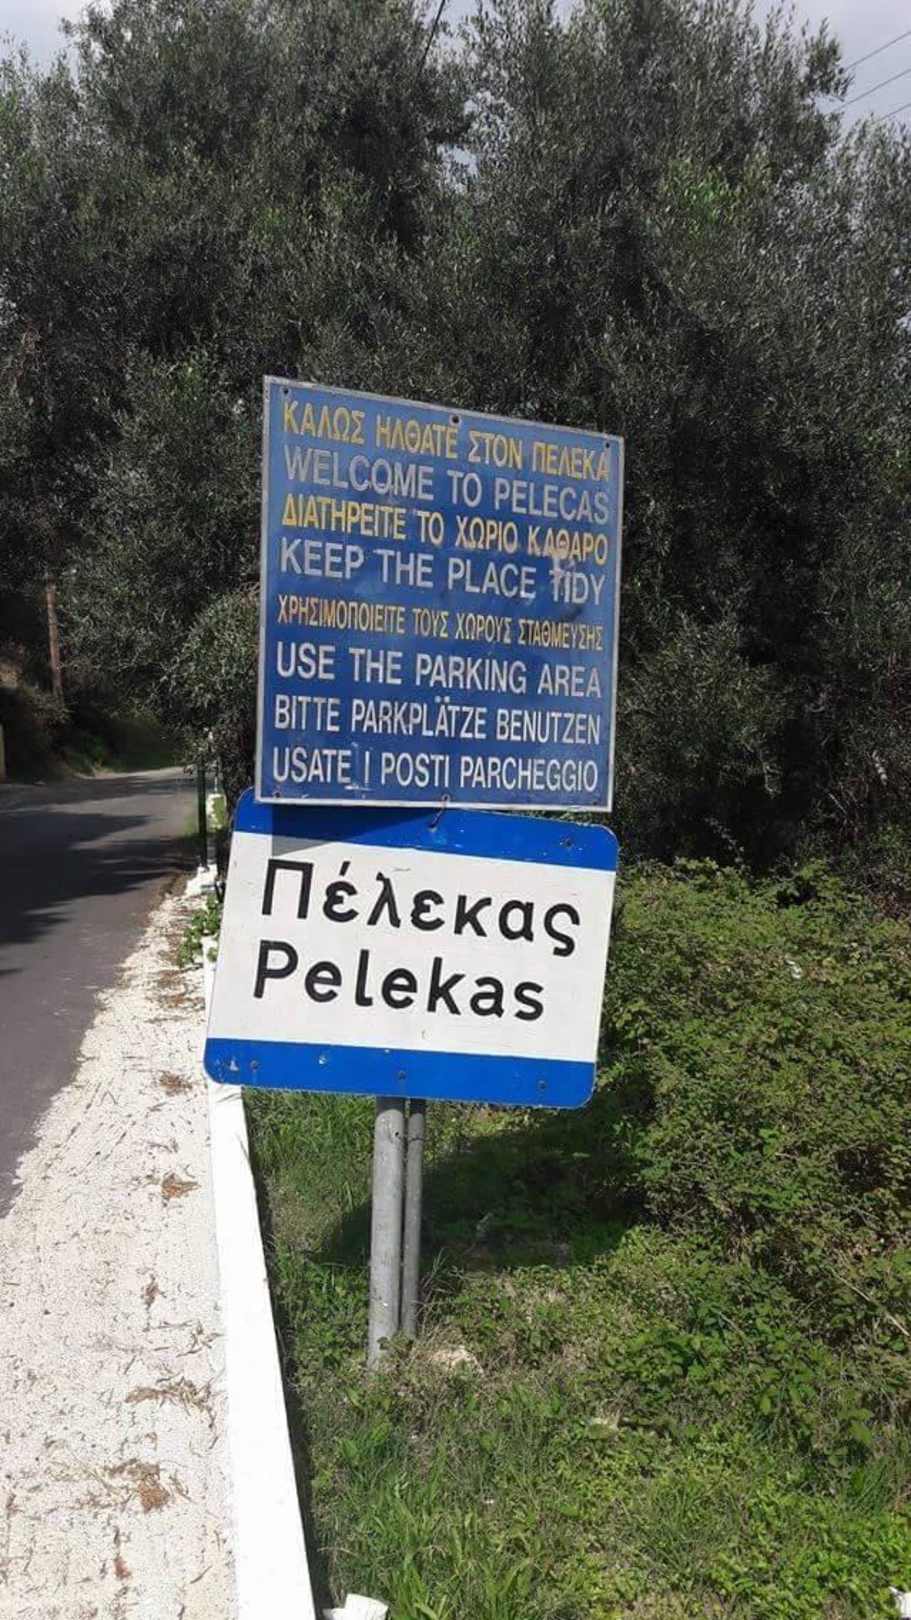 ΚΑΛΩΣ ΗΛΘΑΤΕ ΣΤΟΝ ΠΕΛΕΚΑ
WELCOME TO PELECAS
ΔΙΑΤΗΡΕΙΤΕ ΤΟ ΧΩΡΙΟ ΚΑΘΑΡΟ
KEEP THE PLACE TIDY
ΧΡΗΣΙΜΟΠΟΙΕΙΤΕ ΤΟΥΣ ΧΩΡΟΥΣ ΣΤΑΘΜΕΥΣΗΣ
USE THE PARKING AREA
BITTE PARKPLÄTZE BENUTZEN
USATE I POSTI PARCHEGGIO
Πέλεκας
Pelekas